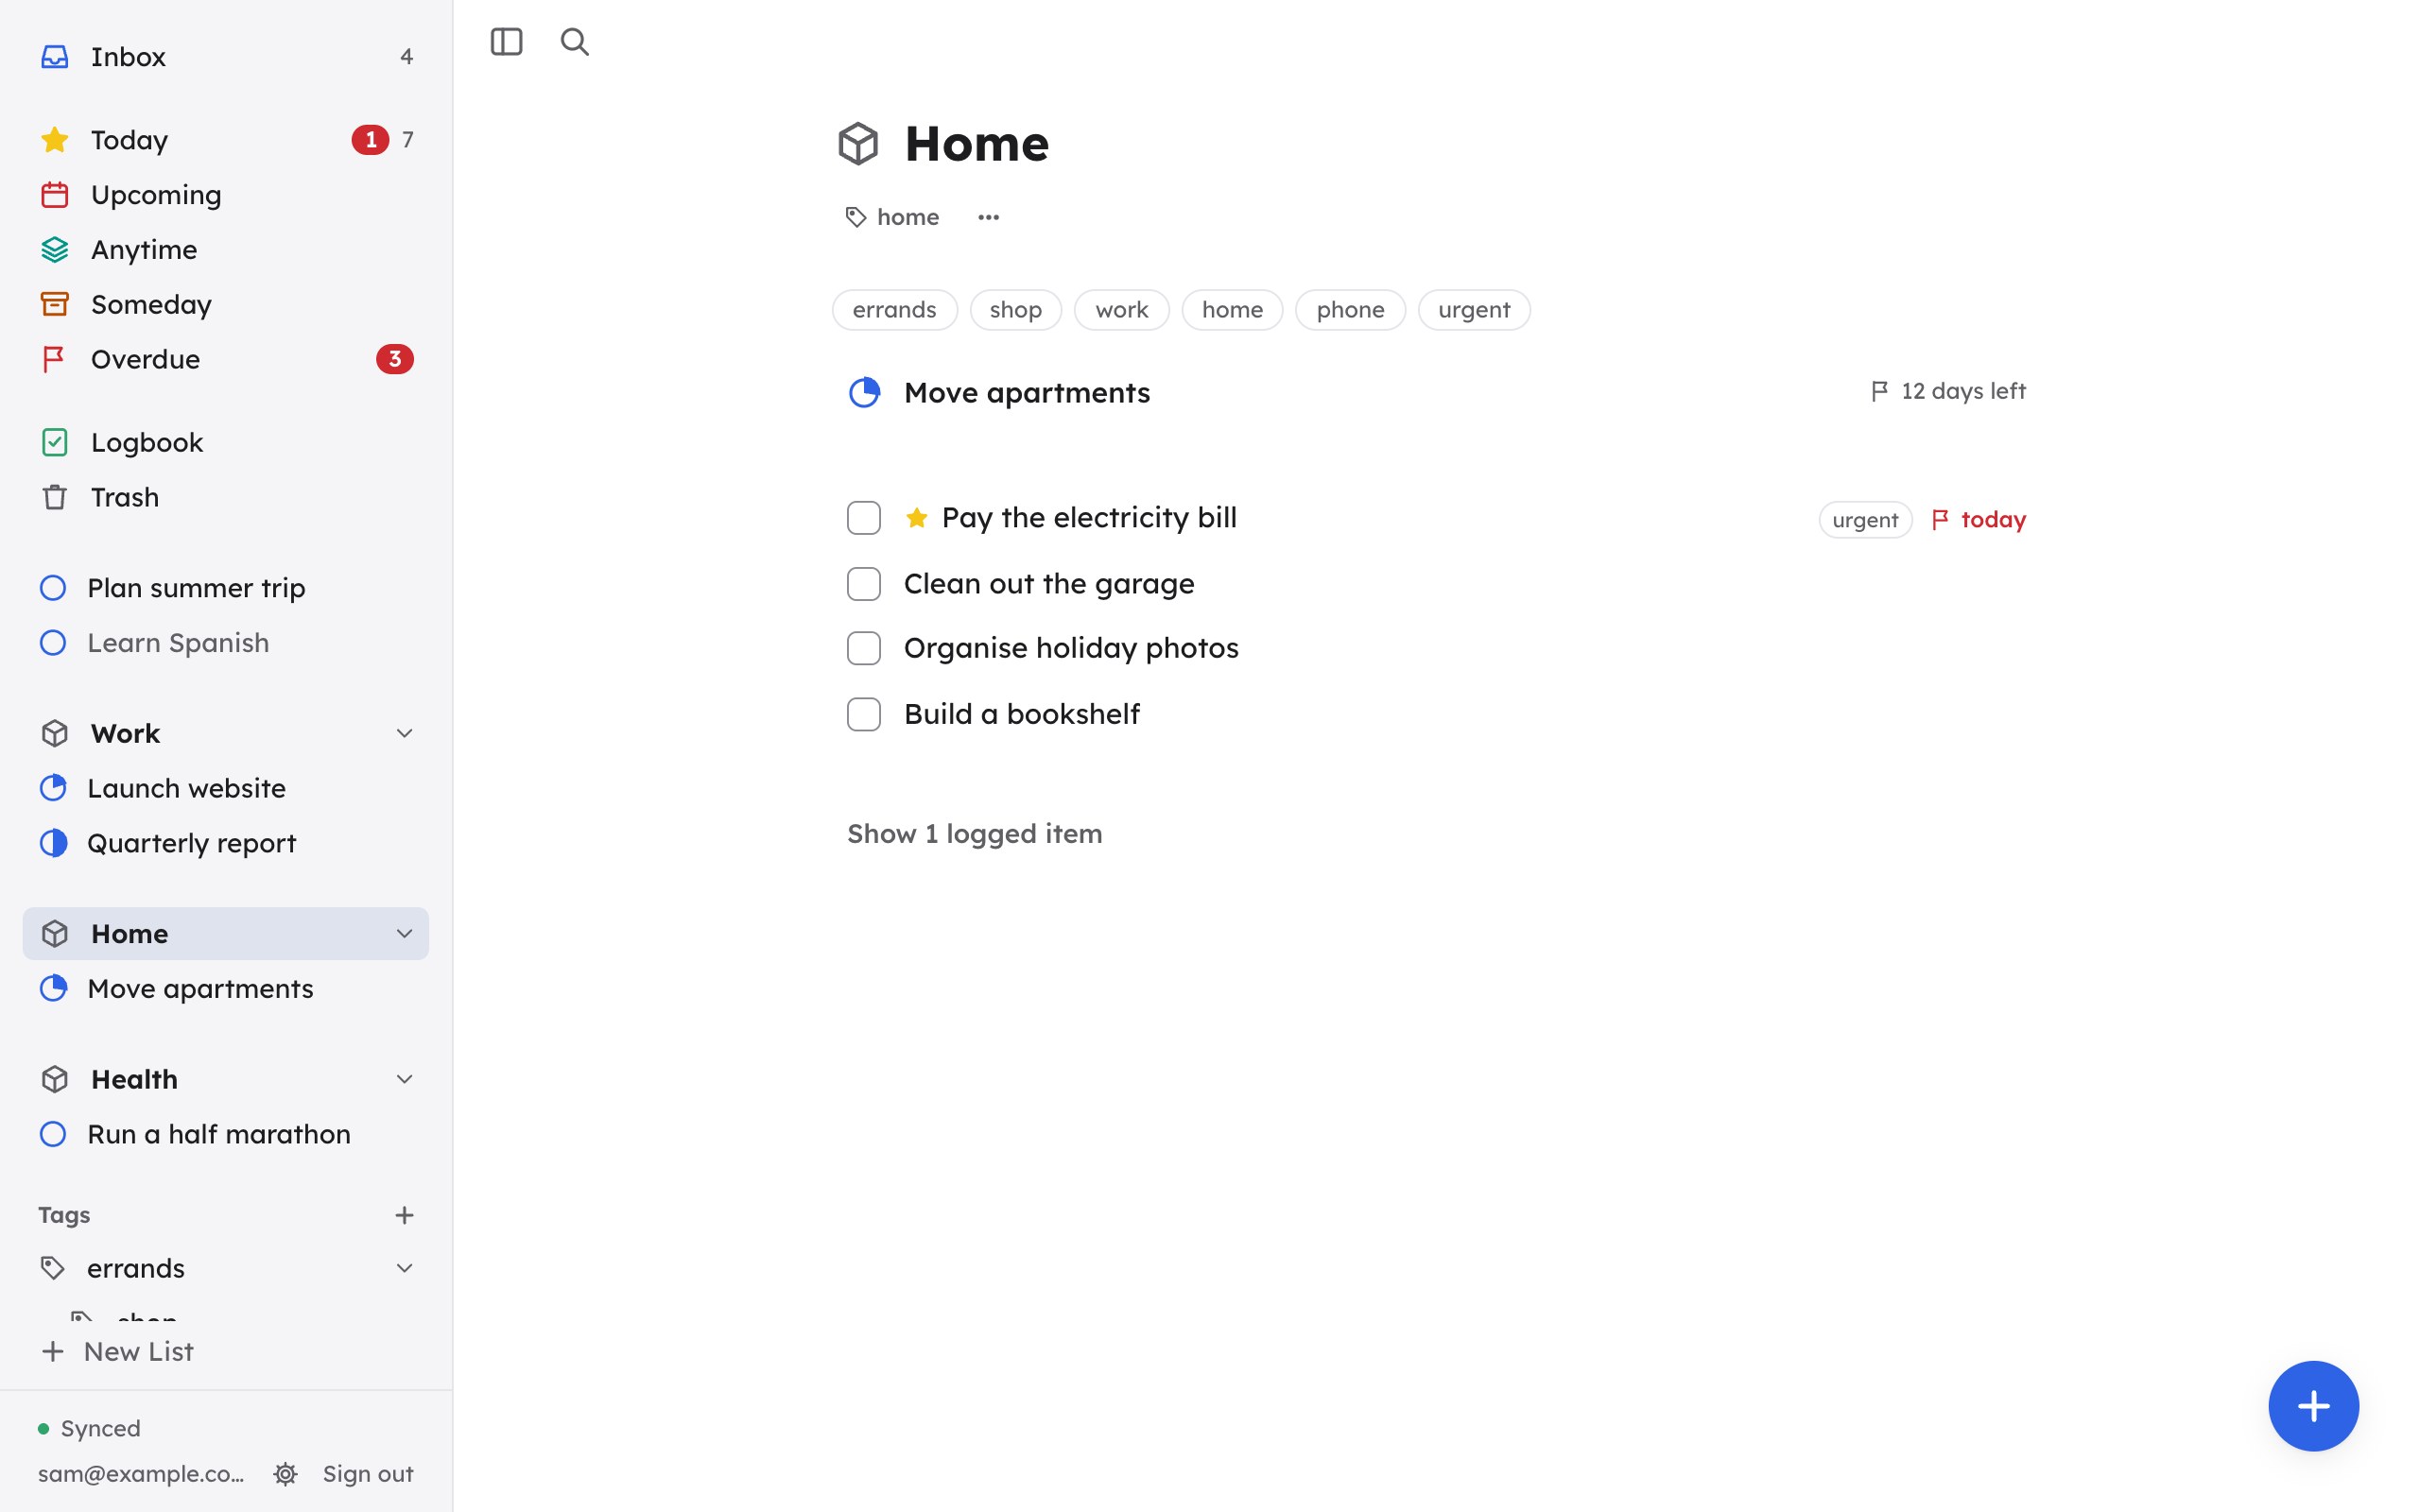 Inbox 4
Today 1 7
Upcoming
Anytime
Someday
Overdue 3
Logbook
Trash
Plan summer trip
Learn Spanish
Work
Launch website
Quarterly report
Home
Move apartments
Health
Run a half marathon
Tags
errands
shop
New List
Synced
sam@example.co...
Sign out
Home
home
errands shop work home phone urgent
Move apartments 12 days left
Pay the electricity bill urgent today
Clean out the garage
Organise holiday photos
Build a bookshelf
Show 1 logged item